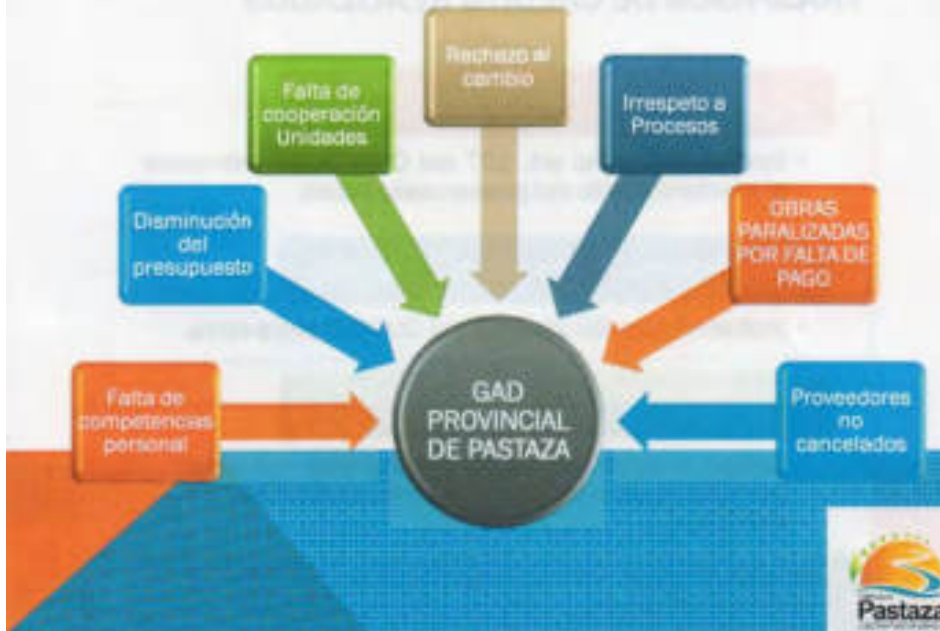 Rechazo al
cambio
Falta de
cooperación
Unidades
Irrespeto a
Procesos
Disminución
del
presupuesto
OBRAS
PARALIZADAS
POR FALTA DE
PAGO
Falta de
competencias
personal
GAD
PROVINCIAL
DE PASTAZA
Proveedores
no
cancelados
Pastaza